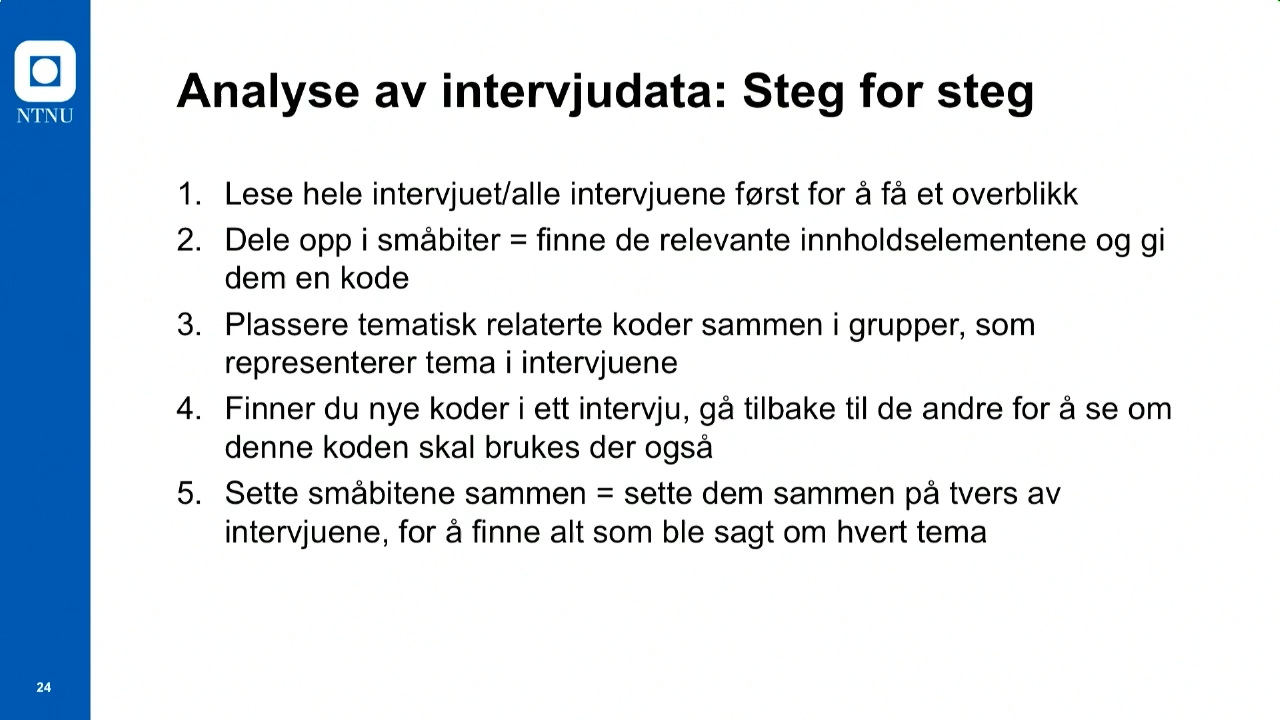 NTNU
Analyse av intervjudata: Steg for steg
1. Lese hele intervjuet/alle intervjuene først for å få et overblikk
2. Dele opp i småbiter = finne de relevante innholdselementene og gi
dem en kode
3. Plassere tematisk relaterte koder sammen i grupper, som
representerer tema i intervjuene
4. Finner du nye koder i ett intervju, gå tilbake til de andre for å se om
denne koden skal brukes der også
5. Sette småbitene sammen = sette dem sammen på tvers av
intervjuene, for å finne alt som ble sagt om hvert tema
24